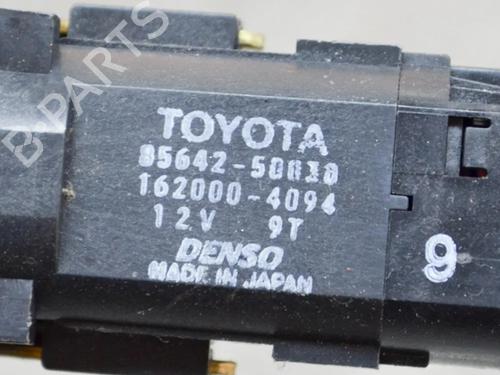 B-PARTS
TOYOTA
85642-50030
162000-4094
12V 9T
DENSO
MADE IN JAPAN
9